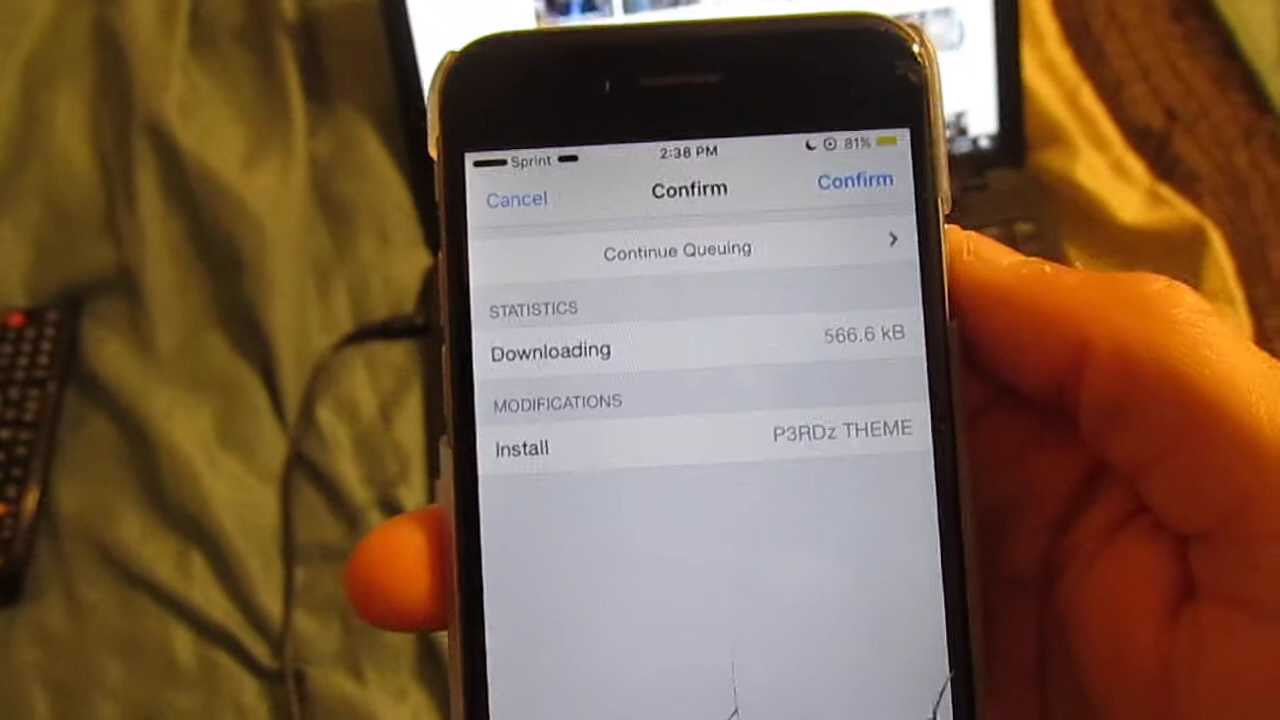 Sprint 2:38 PM 81%
Cancel Confirm Confirm
Continue Queuing
STATISTICS
Downloading 566.6 kB
MODIFICATIONS
Install P3RDz THEME